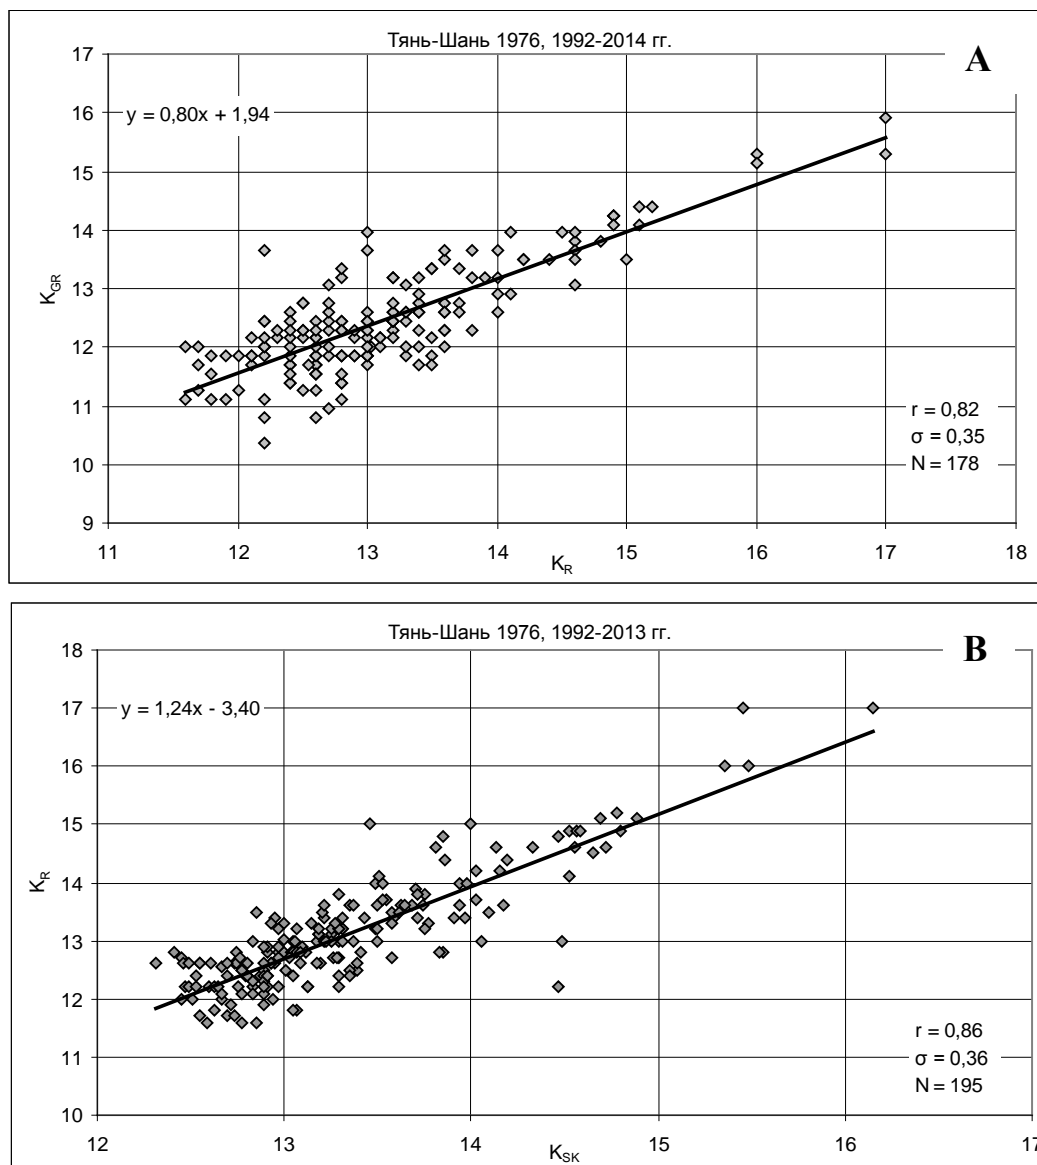 Тянь-Шань 1976, 1992-2014 гг.
A
17
16
15
14
13
12
11
10
9
y = 0,80x + 1,94
K_GR
r = 0,82
σ = 0,35
N = 178
11 12 13 14 15 16 17 18
K_R
Тянь-Шань 1976, 1992-2013 гг.
B
18
17
16
15
14
13
12
11
10
y = 1,24x - 3,40
K_R
r = 0,86
σ = 0,36
N = 195
12 13 14 15 16 17
K_SK